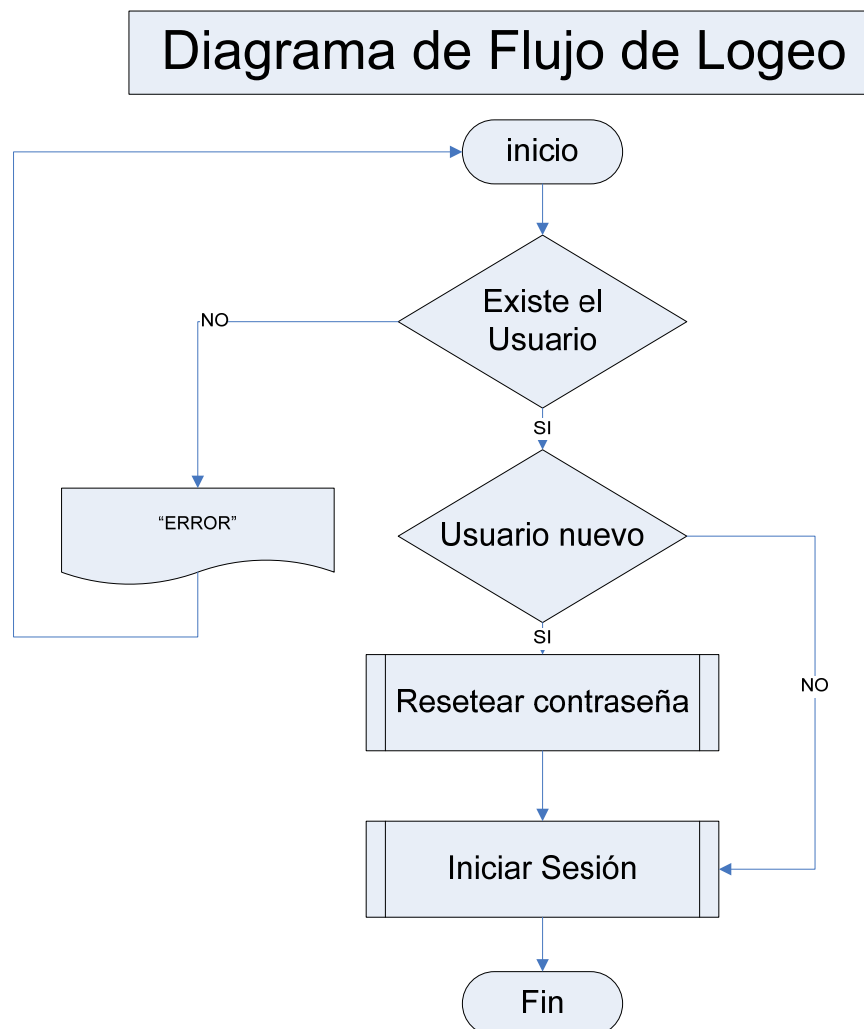 Diagrama de Flujo de Logeo
inicio
Existe el
Usuario
NO
SI
Usuario nuevo
“ERROR”
SI
NO
Resetear contraseña
Iniciar Sesión
Fin